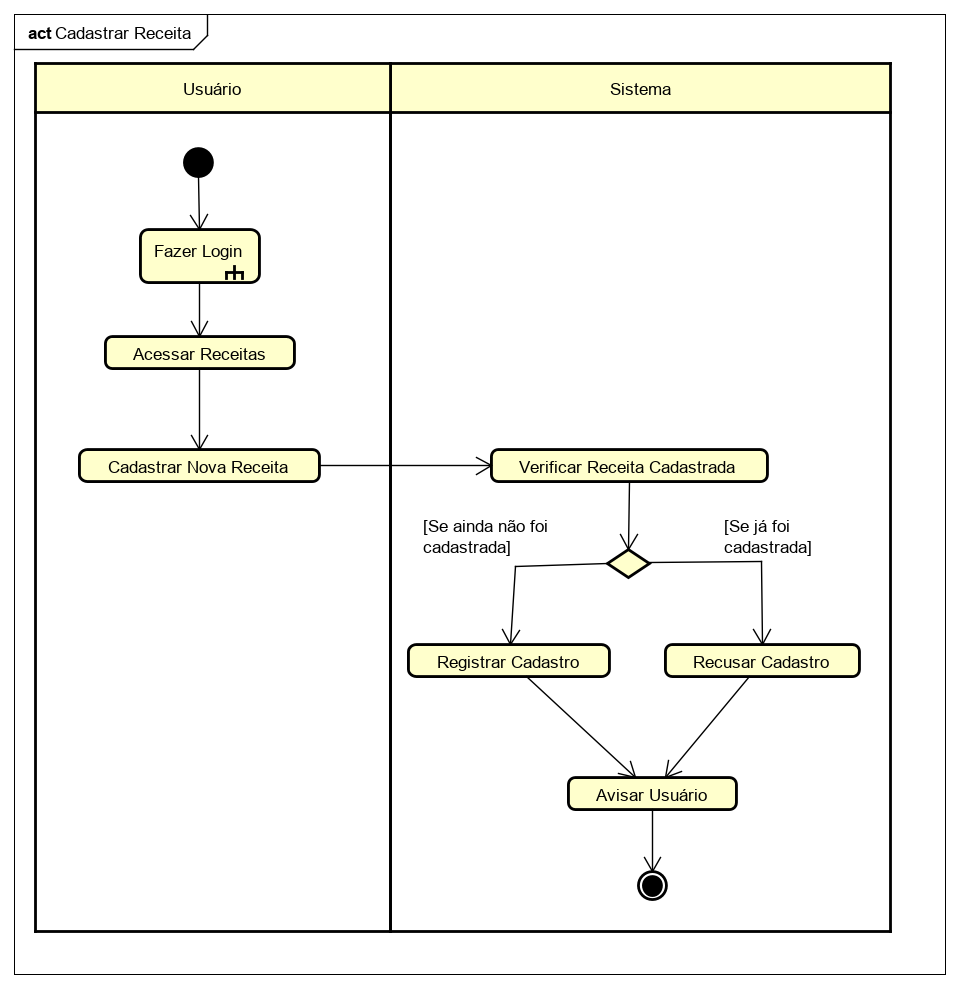 act Cadastrar Receita
Usuário
Sistema
Fazer Login
Acessar Receitas
Cadastrar Nova Receita
Verificar Receita Cadastrada
[Se ainda não foi
cadastrada]
[Se já foi
cadastrada]
Registrar Cadastro
Recusar Cadastro
Avisar Usuário